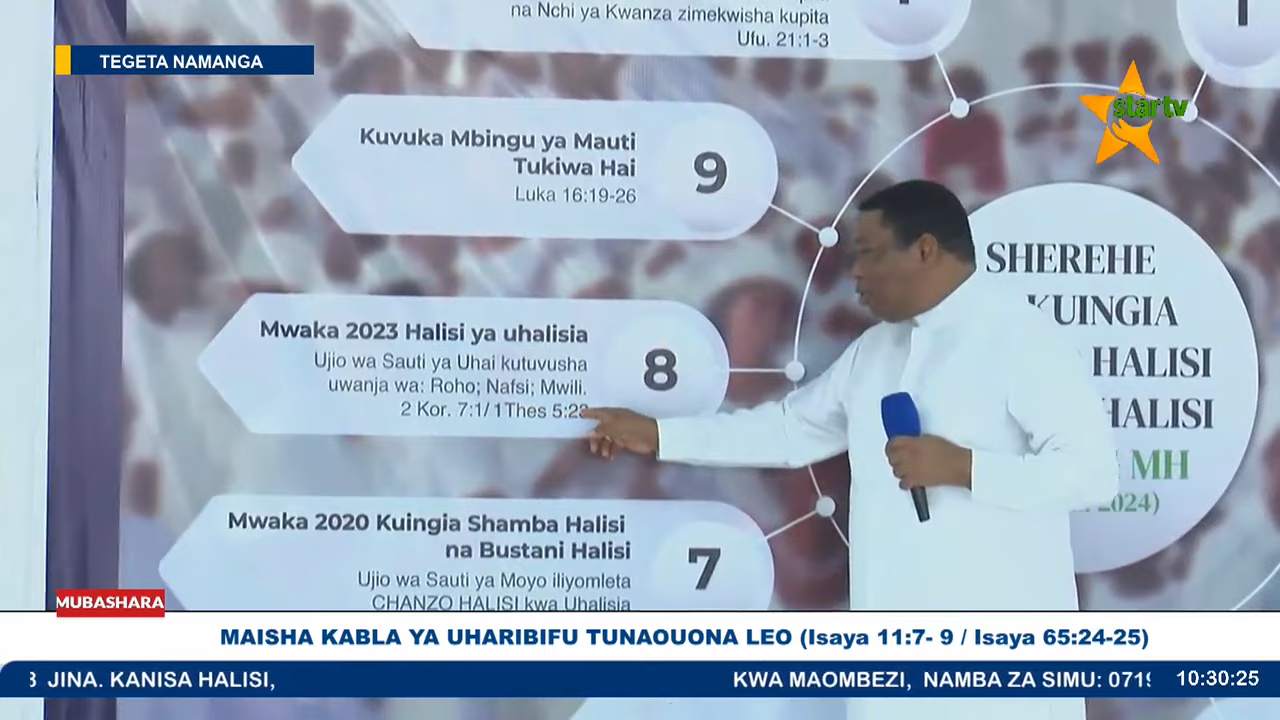 na Nchi ya Kwanza zimekwisha kupita
Ufu. 21:1-3
TEGETA NAMANGA
startv
Kuvuka Mbingu ya Mauti
Tukiwa Hai
Luka 16:19-26
9
Mwaka 2023 Halisi ya uhalisia
Ujio wa Sauti ya Uhai kutuvusha
uwanja wa: Roho; Nafsi; Mwili.
2 Kor. 7:1/ 1Thes 5:23
8
SHEREHE
KUINGIA
HALISI
HALISI
MH
2024)
Mwaka 2020 Kuingia Shamba Halisi
na Bustani Halisi
Ujio wa Sauti ya Moyo iliyomleta
CHANZO HALISI kwa Uhalisia
7
MUBASHARA
MAISHA KABLA YA UHARIBIFU TUNAOUONA LEO (Isaya 11:7- 9 / Isaya 65:24-25)
JINA. KANISA HALISI, KWA MAOMBEZI, NAMBA ZA SIMU: 0719
10:30:25